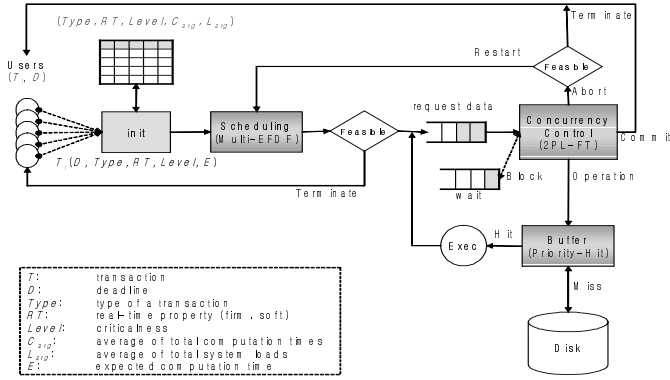 (Type, RT, Level, C_avg, L_avg)
Terminate
Users
(T_i, D)
Restart
Feasible
Abort
request data
init
Scheduling
(Multi-EFDF)
Feasible
Concurrency
Control
(2PL-FT)
Commit
T_i(D, Type, RT, Level, E)
Terminate
Block
wait
Operation
Hit
Exec
Buffer
(Priority-Hit)
Miss
Disk
T: transaction
D: deadline
Type: type of a transaction
RT: real-time property (firm, soft)
Level: criticalness
C_avg: average of total computation times
L_avg: average of total system loads
E: expected computation time